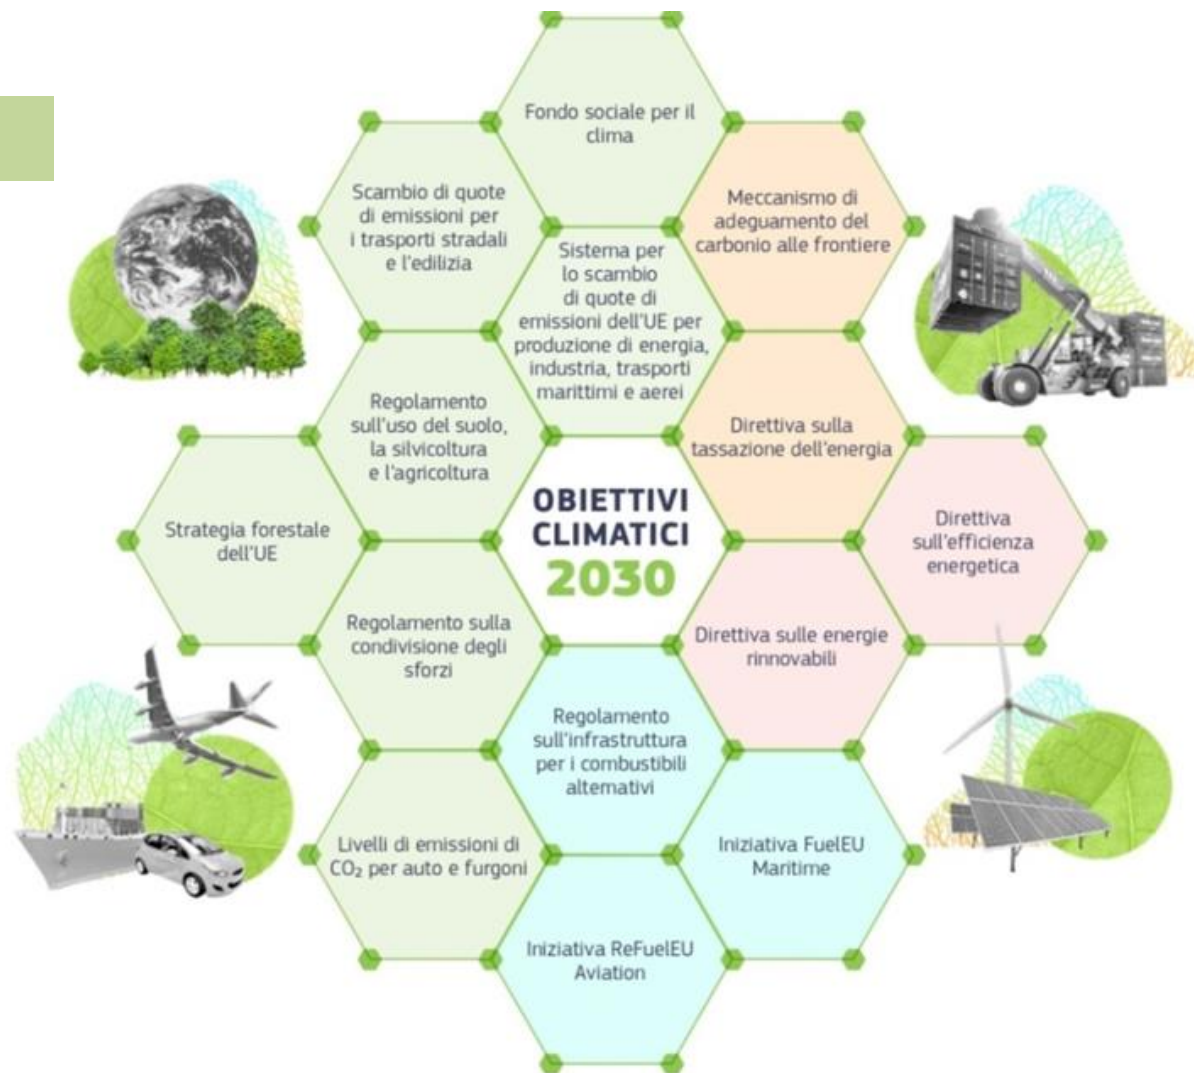 Fondo sociale per il
clima
Scambio di quote
di emissioni per
i trasporti stradali
e l'edilizia
Meccanismo di
adeguamento del
carbonio alle frontiere
Sistema per
lo scambio
di quote di
emissioni dell'UE per
produzione di energia,
industria, trasporti
marittimi e aerei
Regolamento
sull'uso del suolo,
la silvicoltura
e l'agricoltura
Direttiva sulla
tassazione dell'energia
Strategia forestale
dell'UE
OBIETTIVI
CLIMATICI
2030
Direttiva
sull'efficienza
energetica
Regolamento sulla
condivisione degli
sforzi
Direttiva sulle energie
rinnovabili
Regolamento
sull'infrastruttura
per i combustibili
alternativi
Livelli di emissioni di
CO₂ per auto e furgoni
Iniziativa FuelEU
Maritime
Iniziativa ReFuelEU
Aviation